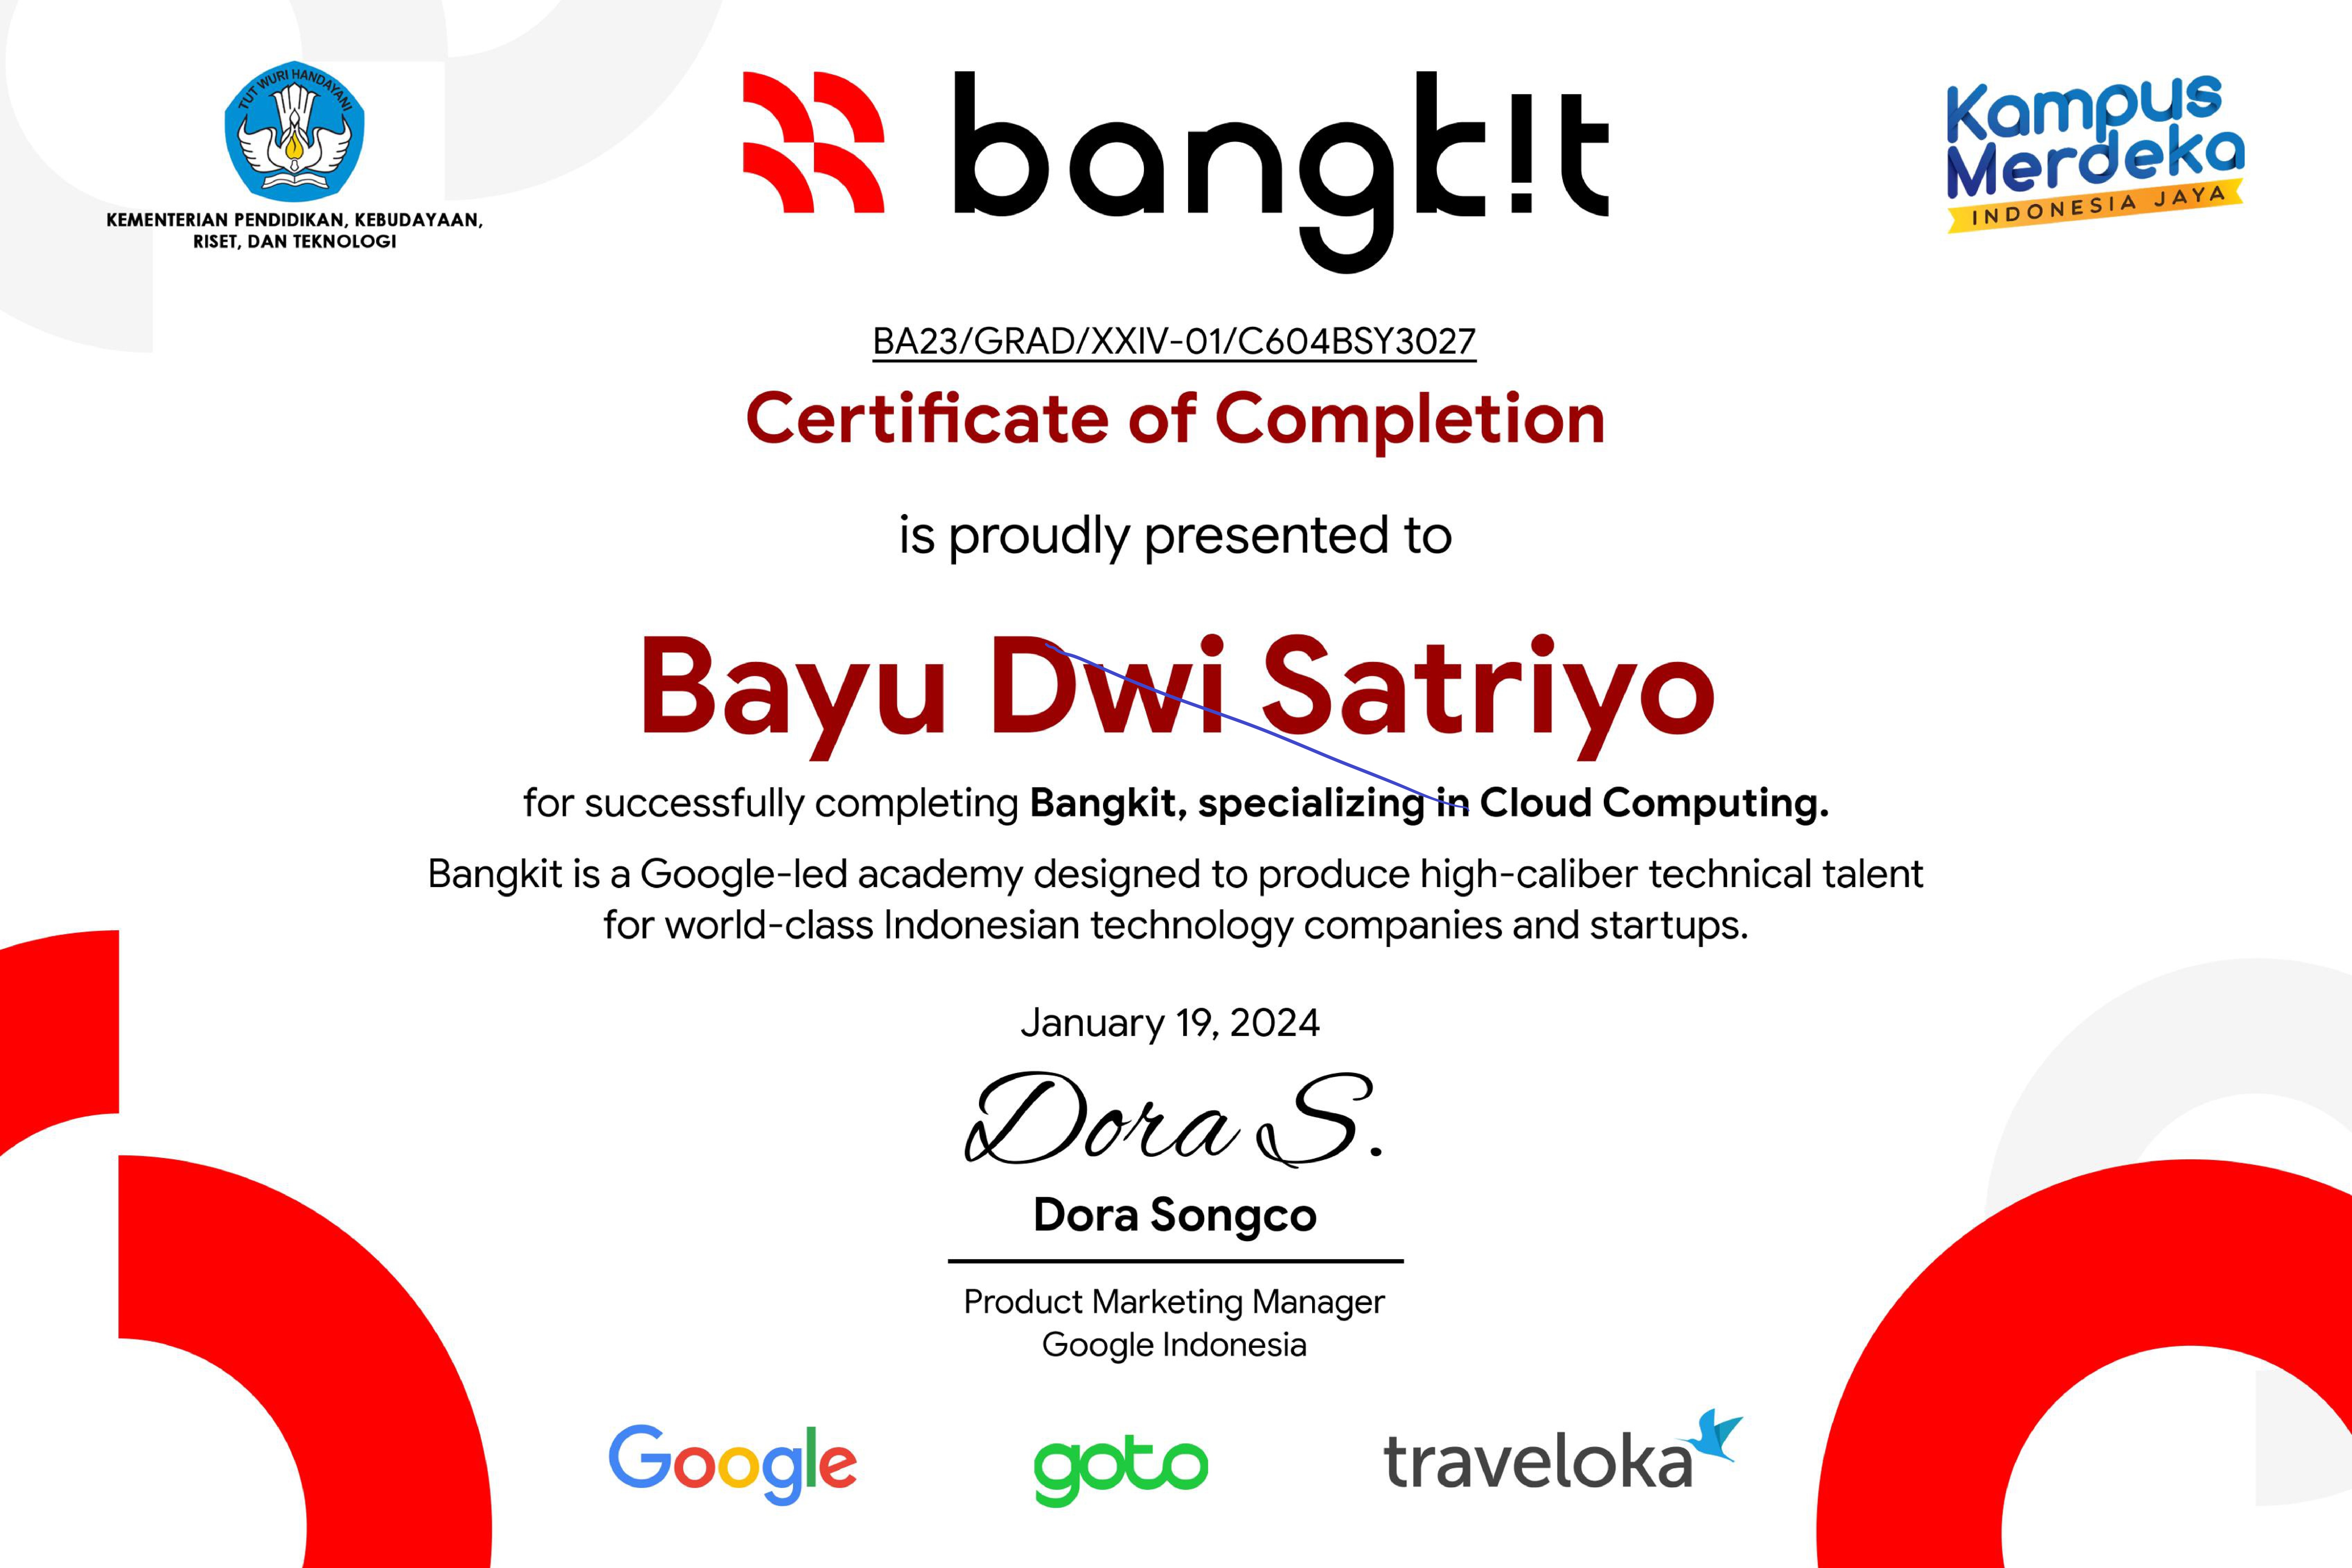 TUT WURI HANDAYANI
KEMENTERIAN PENDIDIKAN, KEBUDAYAAN,
RISET, DAN TEKNOLOGI
bangk!t
Kampus
Merdeka
INDONESIA JAYA
BA23/GRAD/XXIV-01/C604BSY3027
Certificate of Completion
is proudly presented to
Bayu Dwi Satriyo
for successfully completing Bangkit, specializing in Cloud Computing.
Bangkit is a Google-led academy designed to produce high-caliber technical talent
for world-class Indonesian technology companies and startups.
January 19, 2024
Dora S.
Dora Songco
Product Marketing Manager
Google Indonesia
Google goto traveloka